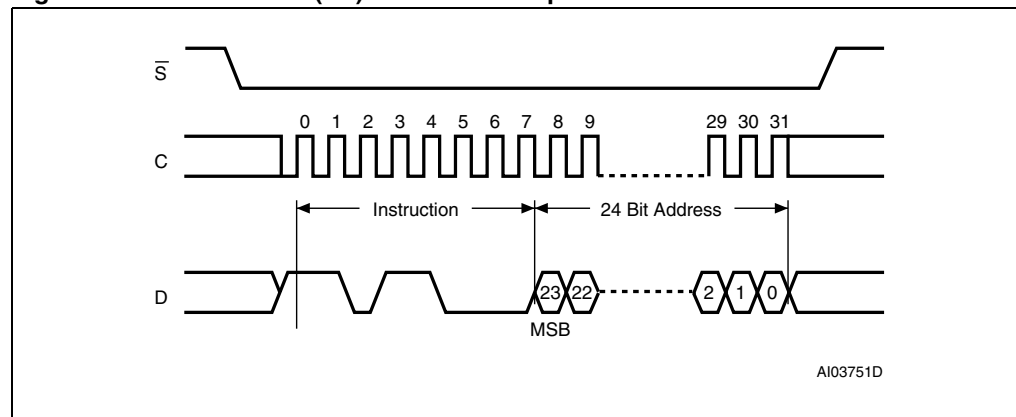 S
0 1 2 3 4 5 6 7 8 9 29 30 31
C
Instruction 24 Bit Address
D 23 22 2 1 0
MSB
AI03751D